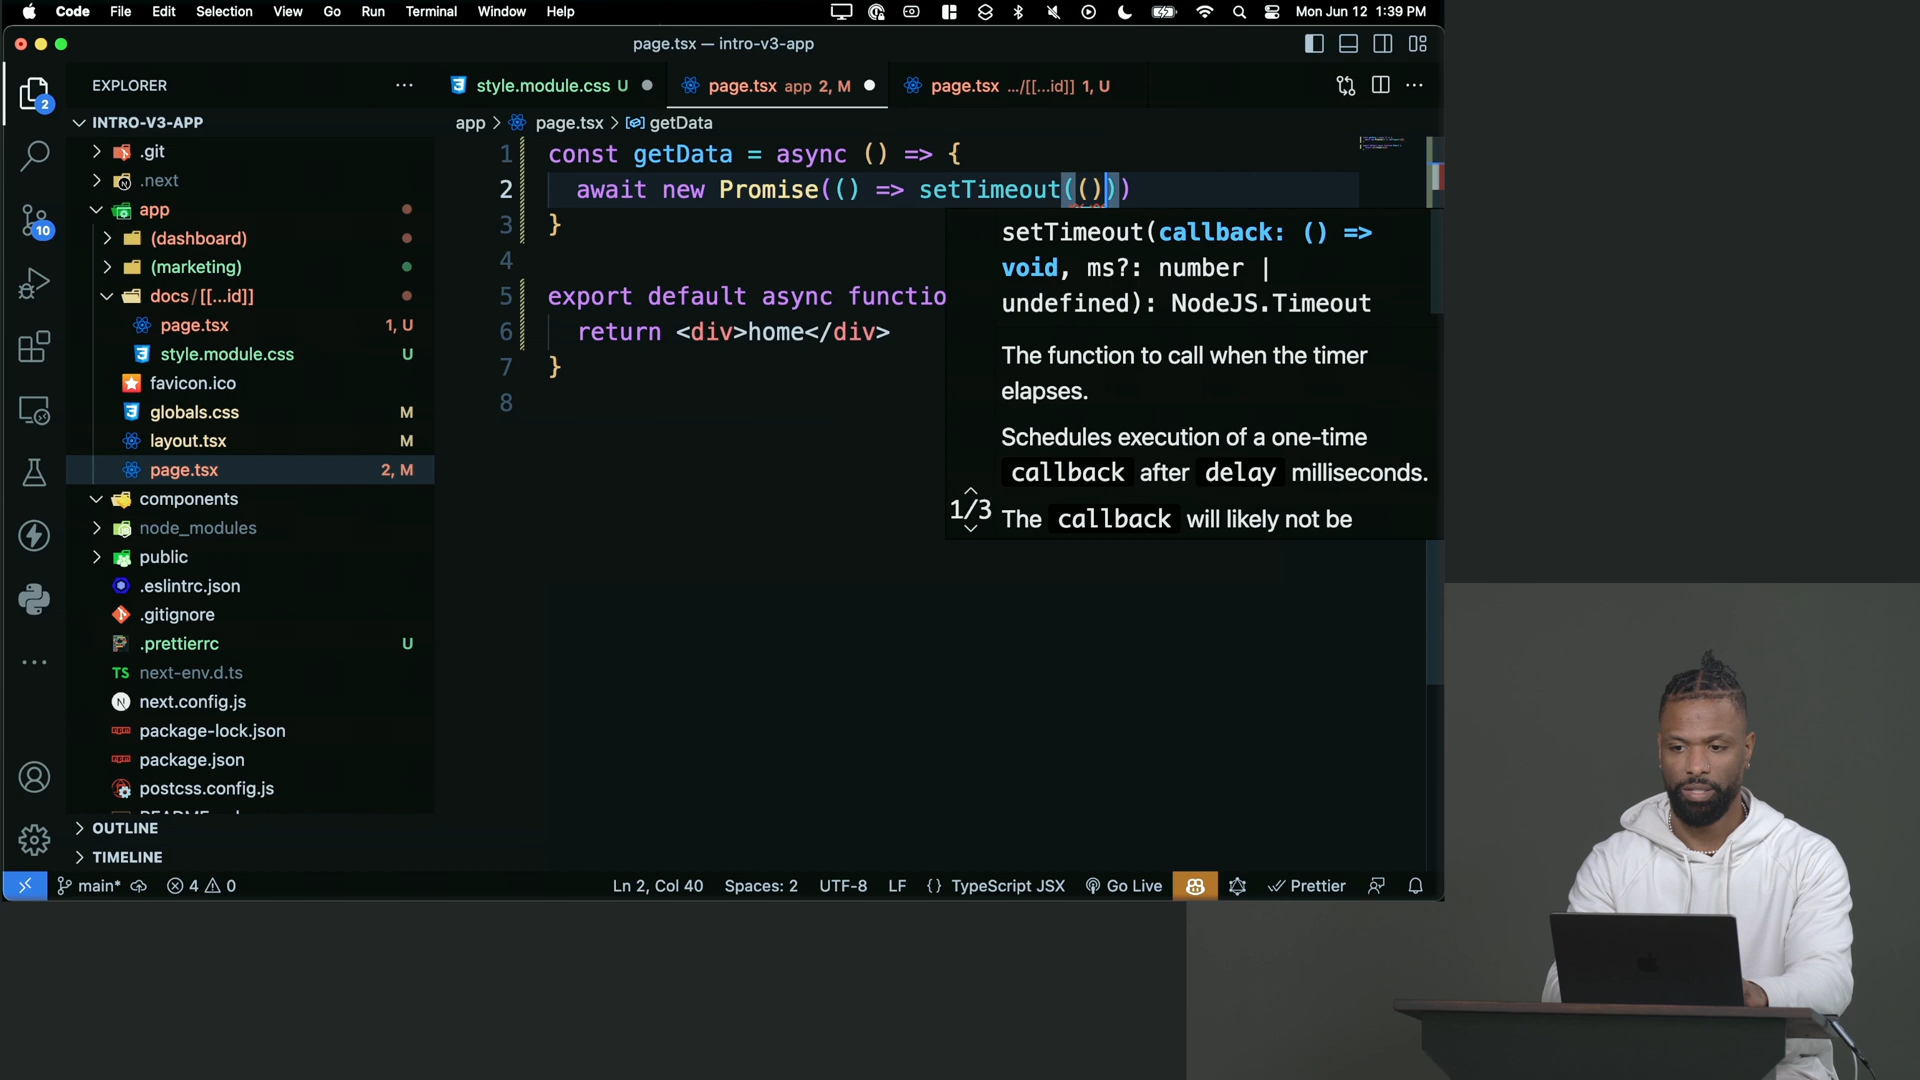 Code File Edit Selection View Go Run Terminal Window Help
Mon Jun 12 1:39 PM
page.tsx — intro-v3-app
EXPLORER
style.module.css U
page.tsx app 2, M
page.tsx .../[[...id]] 1, U
INTRO-V3-APP
app > page.tsx > getData
.git
.next
app
(dashboard)
(marketing)
docs / [[...id]]
page.tsx 1, U
style.module.css U
favicon.ico
globals.css M
layout.tsx M
page.tsx 2, M
components
node_modules
public
.eslintrc.json
.gitignore
.prettierrc U
next-env.d.ts
next.config.js
package-lock.json
package.json
postcss.config.js
OUTLINE
TIMELINE
2
10
1 const getData = async () => {
2 await new Promise(() => setTimeout(()))
3 }
4
5 export default async functio
6 return <div>home</div>
7 }
8
setTimeout(callback: () =>
void, ms?: number |
undefined): NodeJS.Timeout
The function to call when the timer
elapses.
Schedules execution of a one-time
callback after delay milliseconds.
1/3
The callback will likely not be
main* 4 0
Ln 2, Col 40 Spaces: 2 UTF-8 LF {} TypeScript JSX Go Live Prettier